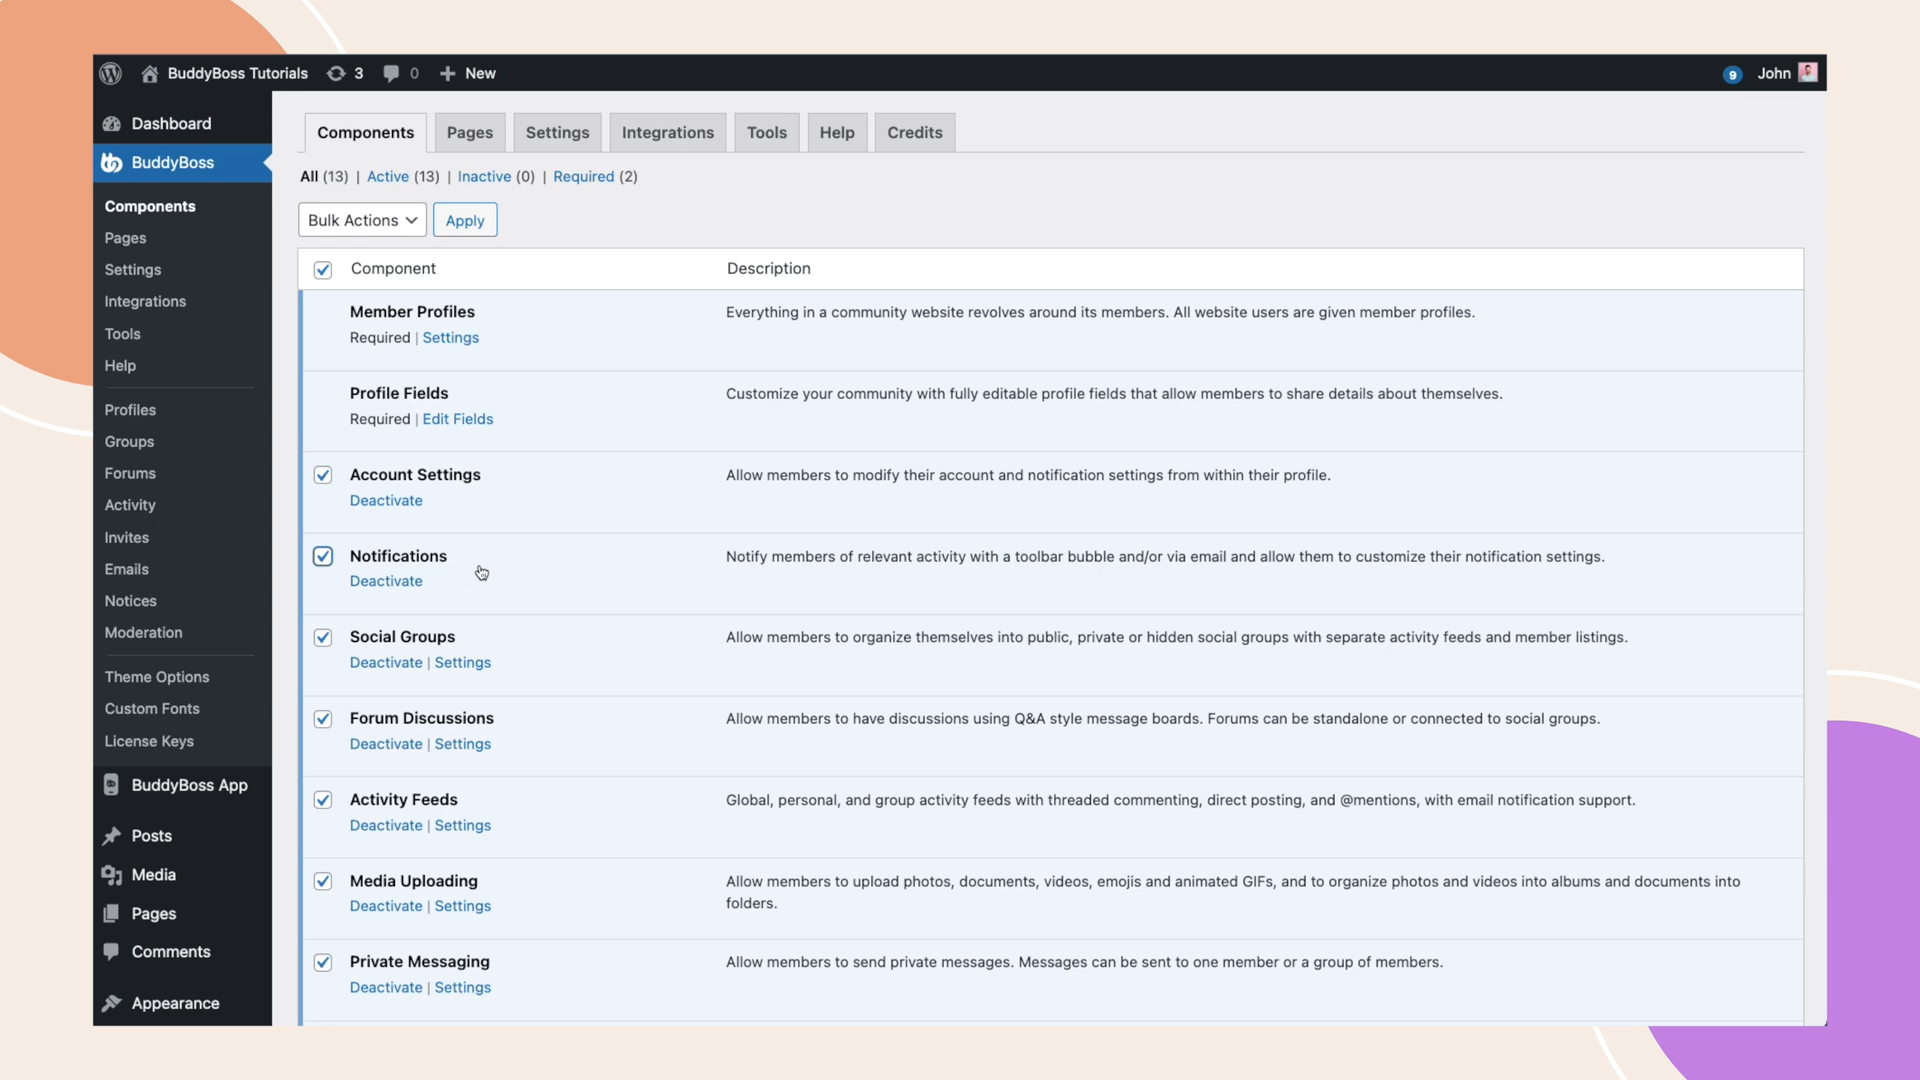 BuddyBoss Tutorials 3 0 New 9 John
Dashboard
BuddyBoss
Components
Pages
Settings
Integrations
Tools
Help
Profiles
Groups
Forums
Activity
Invites
Emails
Notices
Moderation
Theme Options
Custom Fonts
License Keys
BuddyBoss App
Posts
Media
Pages
Comments
Appearance
Components Pages Settings Integrations Tools Help Credits
All (13) | Active (13) | Inactive (0) | Required (2)
Bulk Actions Apply
Component Description
Member Profiles Everything in a community website revolves around its members. All website users are given member profiles.
Required | Settings
Profile Fields Customize your community with fully editable profile fields that allow members to share details about themselves.
Required | Edit Fields
Account Settings Allow members to modify their account and notification settings from within their profile.
Deactivate
Notifications Notify members of relevant activity with a toolbar bubble and/or via email and allow them to customize their notification settings.
Deactivate
Social Groups Allow members to organize themselves into public, private or hidden social groups with separate activity feeds and member listings.
Deactivate | Settings
Forum Discussions Allow members to have discussions using Q&A style message boards. Forums can be standalone or connected to social groups.
Deactivate | Settings
Activity Feeds Global, personal, and group activity feeds with threaded commenting, direct posting, and @mentions, with email notification support.
Deactivate | Settings
Media Uploading Allow members to upload photos, documents, videos, emojis and animated GIFs, and to organize photos and videos into albums and documents into
folders.
Deactivate | Settings
Private Messaging Allow members to send private messages. Messages can be sent to one member or a group of members.
Deactivate | Settings